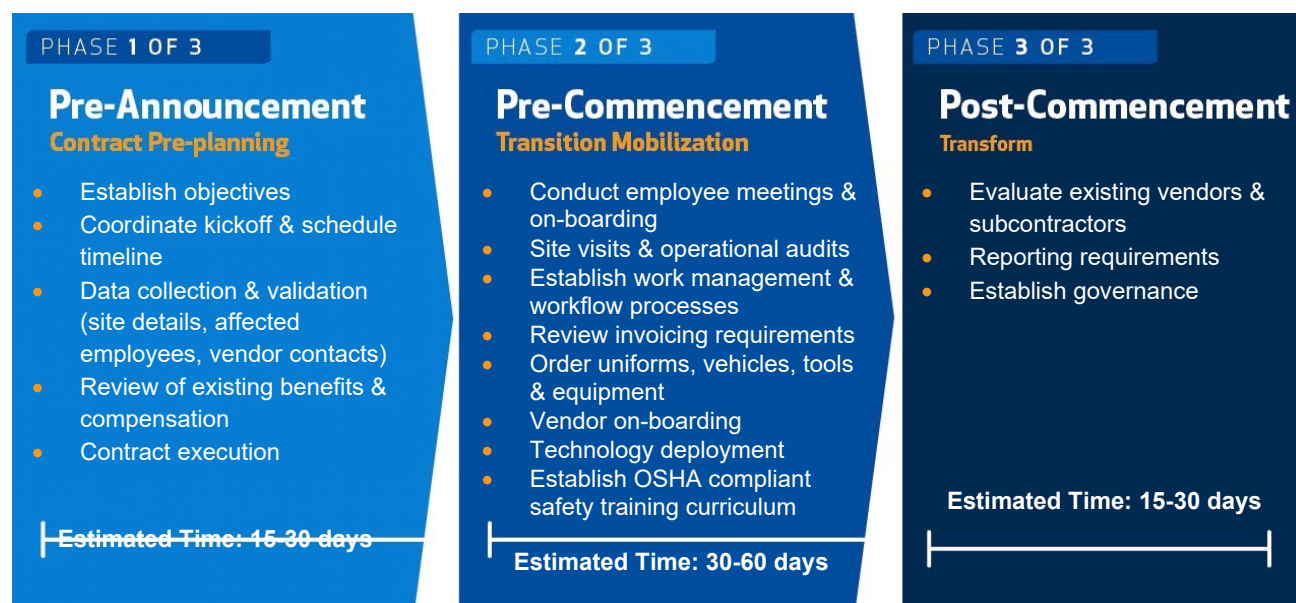 PHASE 1 OF 3
Pre-Announcement
Contract Pre-planning
• Establish objectives
• Coordinate kickoff & schedule
timeline
• Data collection & validation
(site details, affected
employees, vendor contacts)
• Review of existing benefits &
compensation
• Contract execution
Estimated Time: 15-30 days
PHASE 2 OF 3
Pre-Commencement
Transition Mobilization
• Conduct employee meetings &
on-boarding
• Site visits & operational audits
• Establish work management &
workflow processes
• Review invoicing requirements
• Order uniforms, vehicles, tools
& equipment
• Vendor on-boarding
• Technology deployment
• Establish OSHA compliant
safety training curriculum
Estimated Time: 30-60 days
PHASE 3 OF 3
Post-Commencement
Transform
• Evaluate existing vendors &
subcontractors
• Reporting requirements
• Establish governance
Estimated Time: 15-30 days